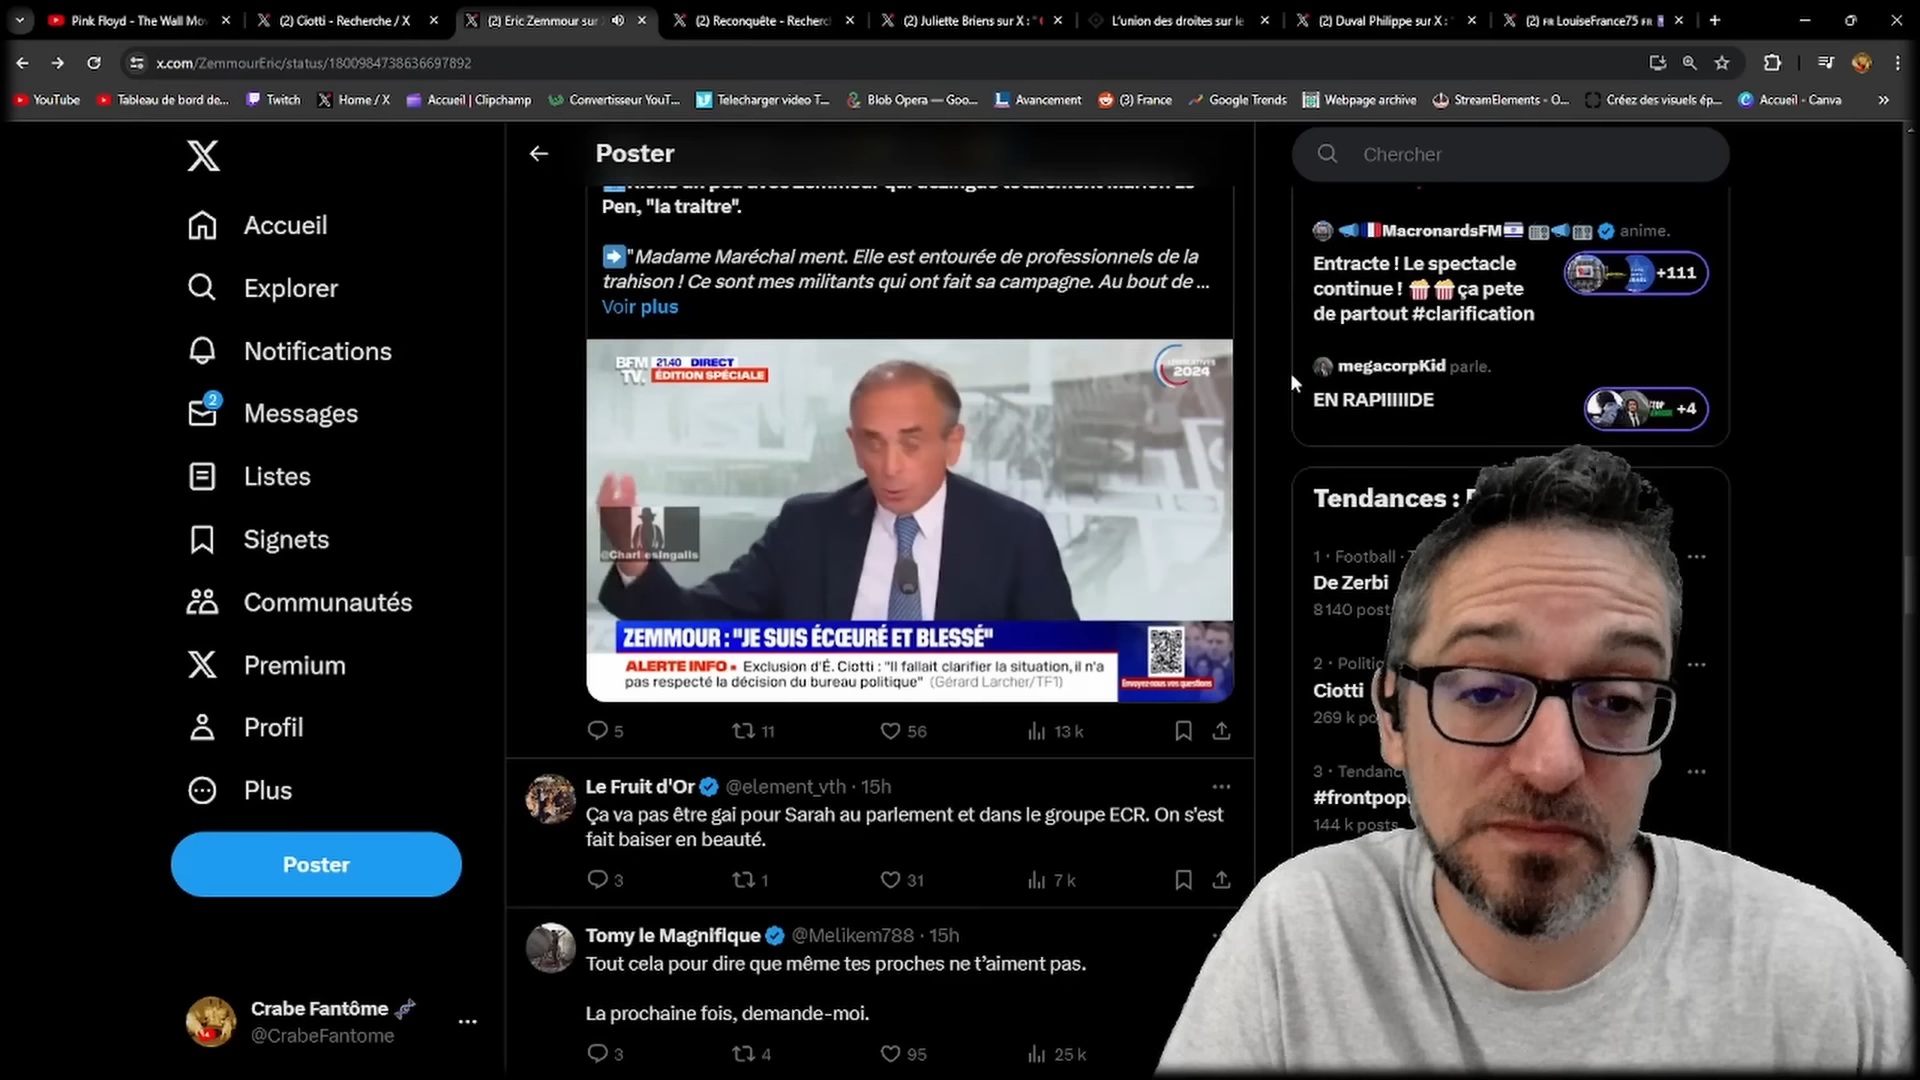 Pink Floyd - The Wall Mov
(2) Ciotti - Recherche / X
(2) Eric Zemmour sur
(2) Reconquête - Recherc
(2) Juliette Briens sur X : "
L'union des droites sur le
(2) Duval Philippe sur X :
(2) FR LouiseFrance75 FR
x.com/ZemmourEric/status/1800984738636697892
YouTube
Tableau de bord de...
Twitch
Home / X
Accueil | Clipchamp
Convertisseur YouT...
Telecharger video T...
Blob Opera — Goo...
Avancement
(3) France
Google Trends
Webpage archive
StreamElements - O...
Créez des visuels ép...
Accueil - Canva
Accueil
Explorer
Notifications
2
Messages
Listes
Signets
Communautés
Premium
Profil
Plus
Poster
Crabe Fantôme
@CrabeFantome
Poster
Pen, "la traitre".
"Madame Maréchal ment. Elle est entourée de professionnels de la
trahison ! Ce sont mes militants qui ont fait sa campagne. Au bout de ...
Voir plus
BFM 21:40 DIRECT
TV. ÉDITION SPÉCIALE
LEGISLATIVES
2024
@CharlesIngalls
ZEMMOUR : "JE SUIS ÉCŒURÉ ET BLESSÉ"
ALERTE INFO • Exclusion d'É. Ciotti : "Il fallait clarifier la situation, il n'a
pas respecté la décision du bureau politique" (Gérard Larcher/TF1)
Envoyez-nous vos questions
5 11 56 13 k
Le Fruit d'Or @element_vth · 15h
Ça va pas être gai pour Sarah au parlement et dans le groupe ECR. On s'est
fait baiser en beauté.
3 1 31 7 k
Tomy le Magnifique @Melikem788 · 15h
Tout cela pour dire que même tes proches ne t'aiment pas.
La prochaine fois, demande-moi.
3 4 95 25 k
Chercher
MacronardsFM anime.
Entracte ! Le spectacle
continue ! ça pete
de partout #clarification
+111
megacorpKid parle.
EN RAPIIIIIDE
+4
Tendances :
1 · Football ·
De Zerbi
8 140 posts
2 · Politiq
Ciotti
269 k po
3 · Tendanc
#frontpop
144 k posts